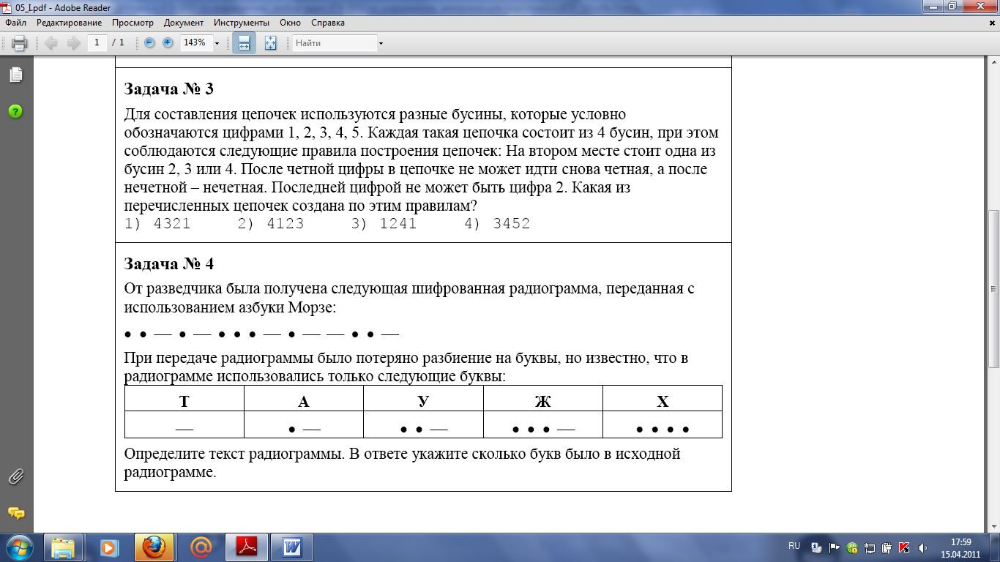 05_I.pdf - Adobe Reader
Файл Редактирование Просмотр Документ Инструменты Окно Справка
1 / 1 143% Найти
Задача № 3
Для составления цепочек используются разные бусины, которые условно
обозначаются цифрами 1, 2, 3, 4, 5. Каждая такая цепочка состоит из 4 бусин, при этом
соблюдаются следующие правила построения цепочек: На втором месте стоит одна из
бусин 2, 3 или 4. После четной цифры в цепочке не может идти снова четная, а после
нечетной – нечетная. Последней цифрой не может быть цифра 2. Какая из
перечисленных цепочек создана по этим правилам?
1) 4321 2) 4123 3) 1241 4) 3452
Задача № 4
От разведчика была получена следующая шифрованная радиограмма, переданная с
использованием азбуки Морзе:
• • — • — • • • — • — — • • —
При передаче радиограммы было потеряно разбиение на буквы, но известно, что в
радиограмме использовались только следующие буквы:
Т А У Ж Х
— • — • • — • • • — • • • •
Определите текст радиограммы. В ответе укажите сколько букв было в исходной
радиограмме.
RU 17:59
15.04.2011